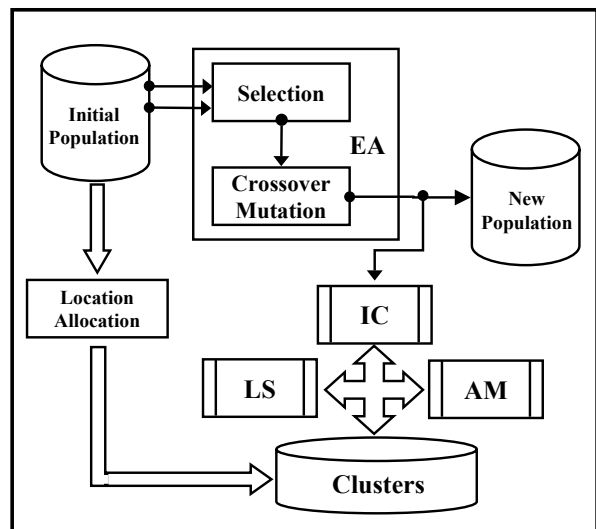 Initial
Population
Selection
EA
Crossover
Mutation
New
Population
Location
Allocation
IC
LS
AM
Clusters